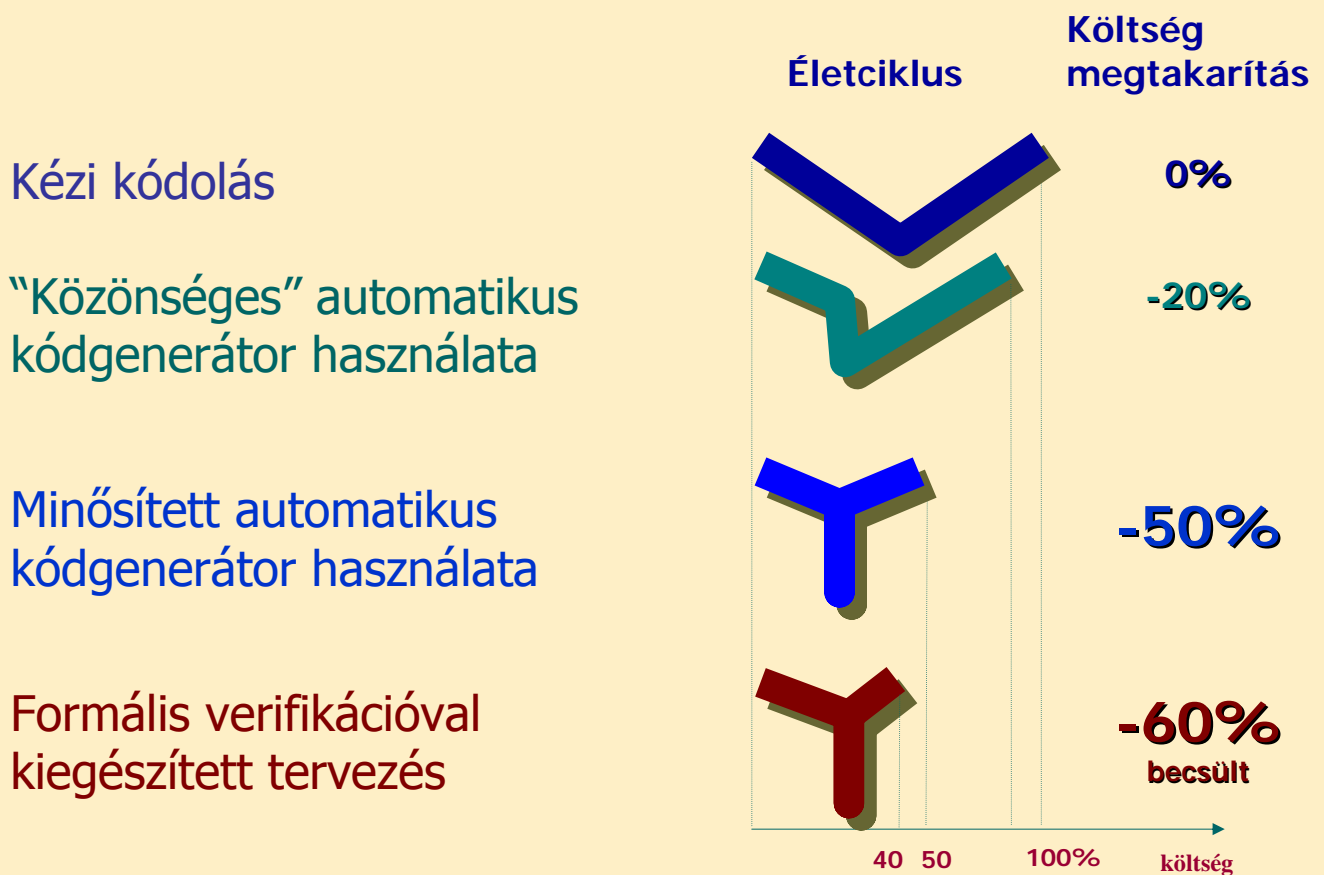 Életciklus
Költség
megtakarítás
Kézi kódolás
0%
“Közönséges” automatikus
kódgenerátor használata
-20%
Minősített automatikus
kódgenerátor használata
-50%
Formális verifikációval
kiegészített tervezés
-60%
becsült
40 50 100% költség